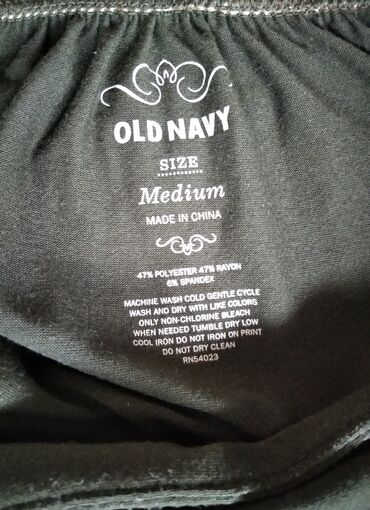 OLD NAVY
SIZE
Medium
MADE IN CHINA
47% POLYESTER 47% RAYON
6% SPANDEX
MACHINE WASH COLD GENTLE CYCLE
WASH AND DRY WITH LIKE COLORS
ONLY NON-CHLORINE BLEACH
WHEN NEEDED TUMBLE DRY LOW
COOL IRON DO NOT IRON ON PRINT
DO NOT DRY CLEAN
RN54023